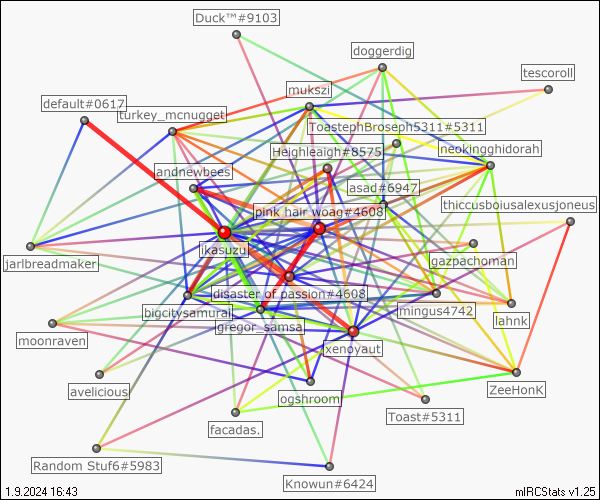 Duck™#9103
doggerdig
tescoroll
mukszi
default#0617
turkey_mcnugget
ToastephBroseph5311#5311
neokingghidorah
Heighleaigh#8575
andnewbees
asad#6947
thiccusboiusalexusjoneus
pink hair woag#4608
ikasuzui
gazpachoman
jarlbreadmaker
disaster of passion#4608
bigcitysamurai
mingus4742
lahnk
gregor_samsa
moonraven
xenoyaut
avelicious
ogshroom
ZeeHonK
Toast#5311
facadas.
Random Stuf6#5983
Knowun#6424
1.9.2024 16:43
mIRCStats v1.25